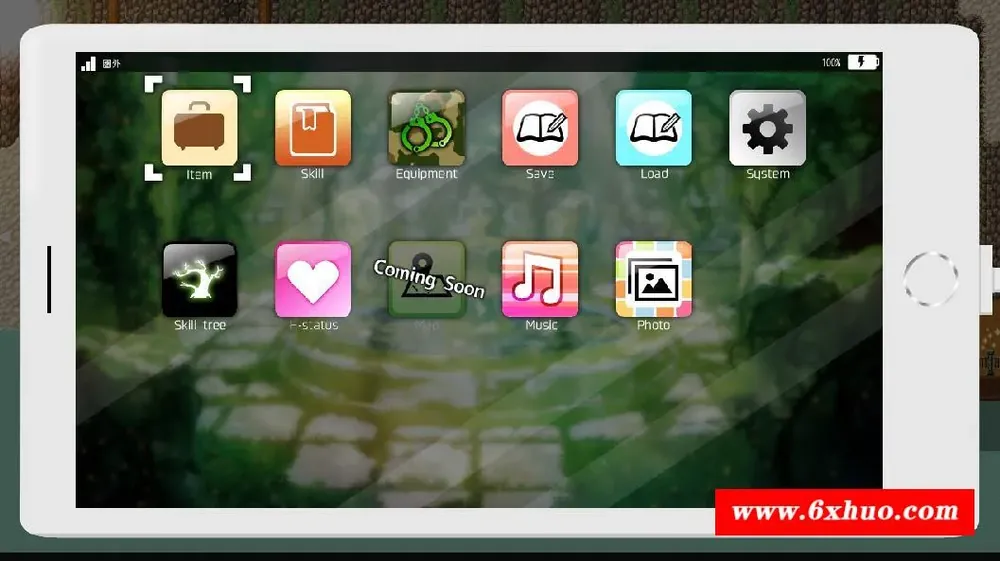 圏外
100%
Item
Skill
Equipment
Save
Load
System
Skill tree
H-status
Coming Soon
Music
Photo
www.6xhuo.com